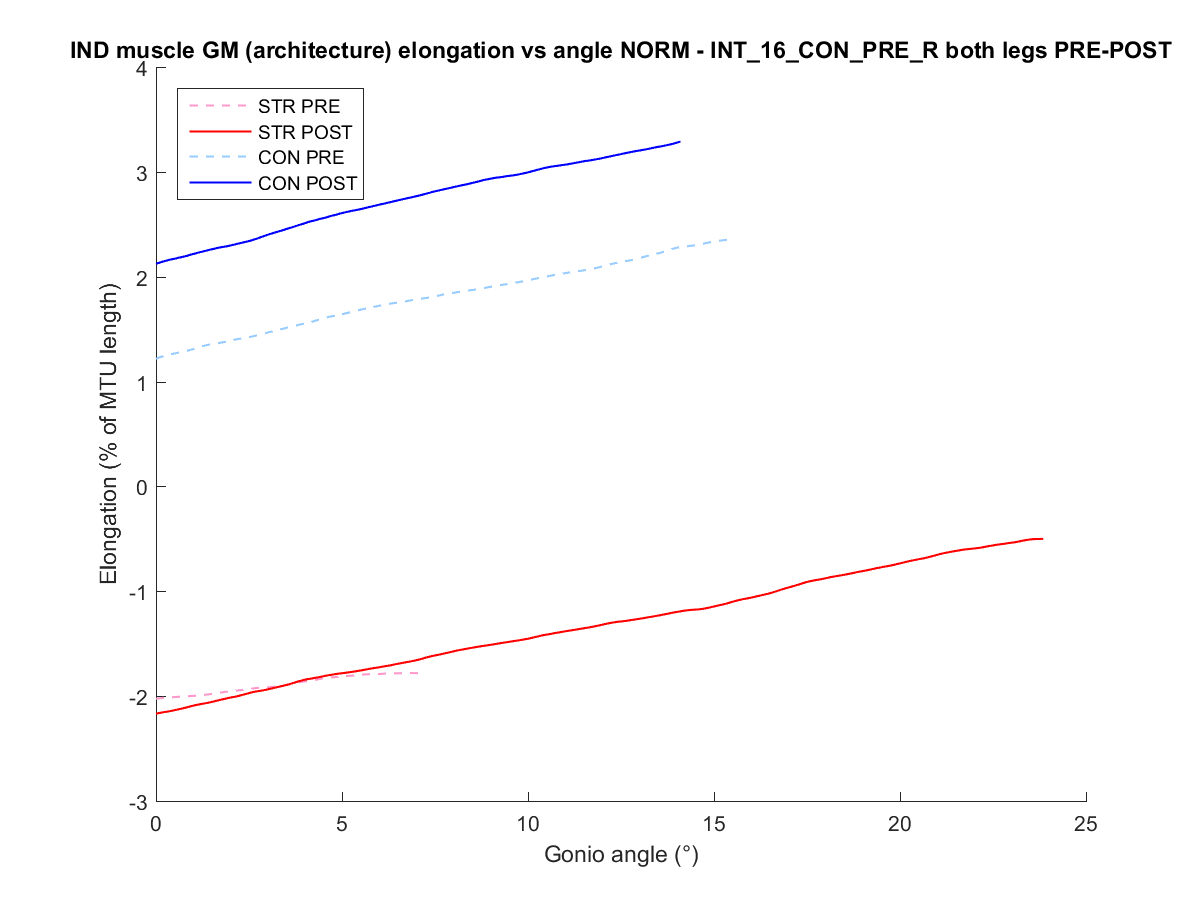 IND muscle GM (architecture) elongation vs angle NORM - INT_16_CON_PRE_R both legs PRE-POST
4
3
2
1
0
-1
-2
-3
Elongation (% of MTU length)
STR PRE
STR POST
CON PRE
CON POST
0 5 10 15 20 25
Gonio angle (°)